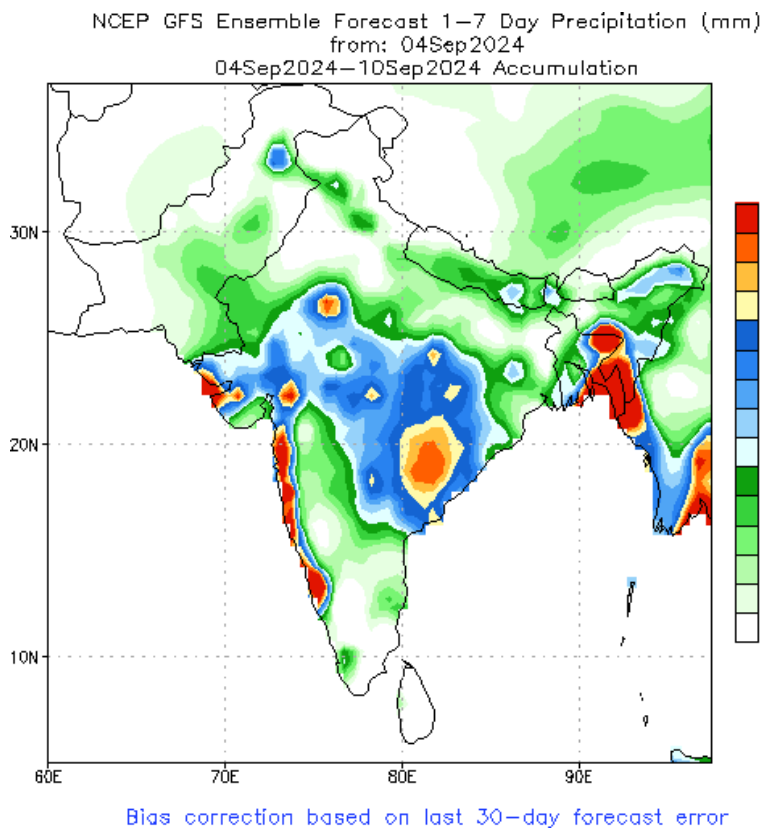 NCEP GFS Ensemble Forecast 1-7 Day Precipitation (mm)
from: 04Sep2024
04Sep2024-10Sep2024 Accumulation
30N
20N
10N
60E 70E 80E 90E
Bias correction based on last 30-day forecast error